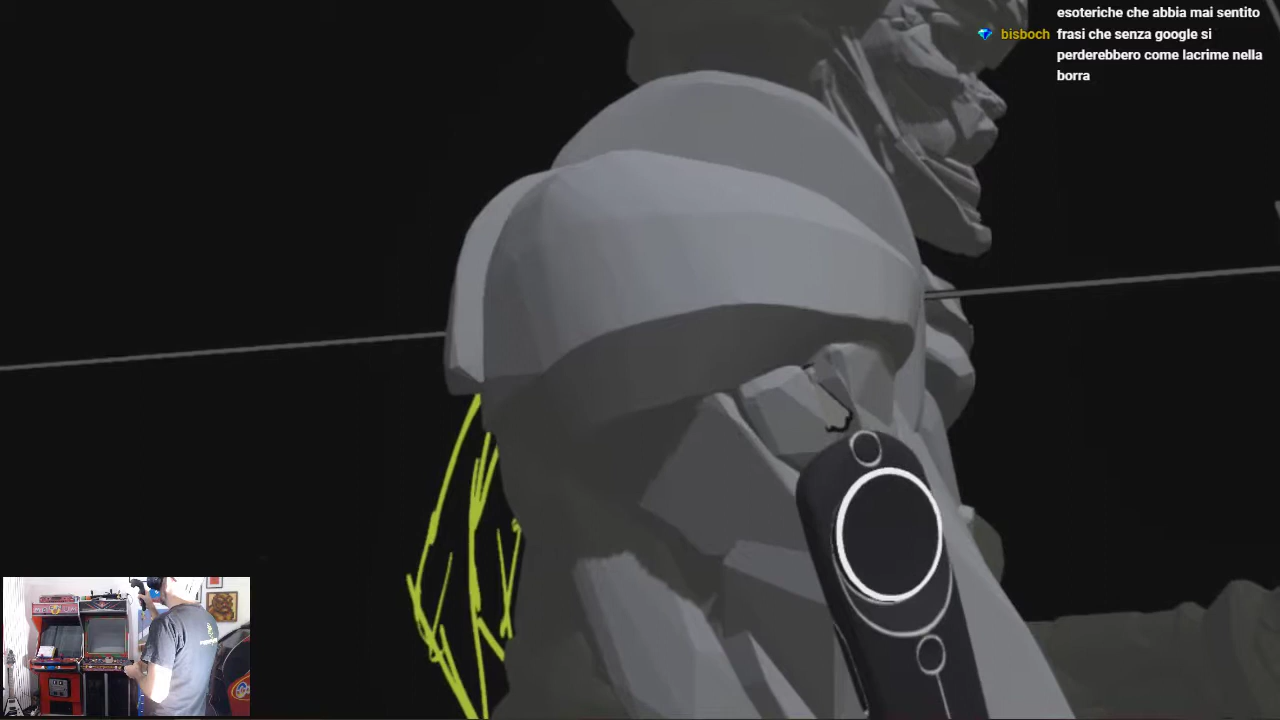 esoteriche che abbia mai sentito
bisboch frasi che senza google si
perderebbero come lacrime nella
borra